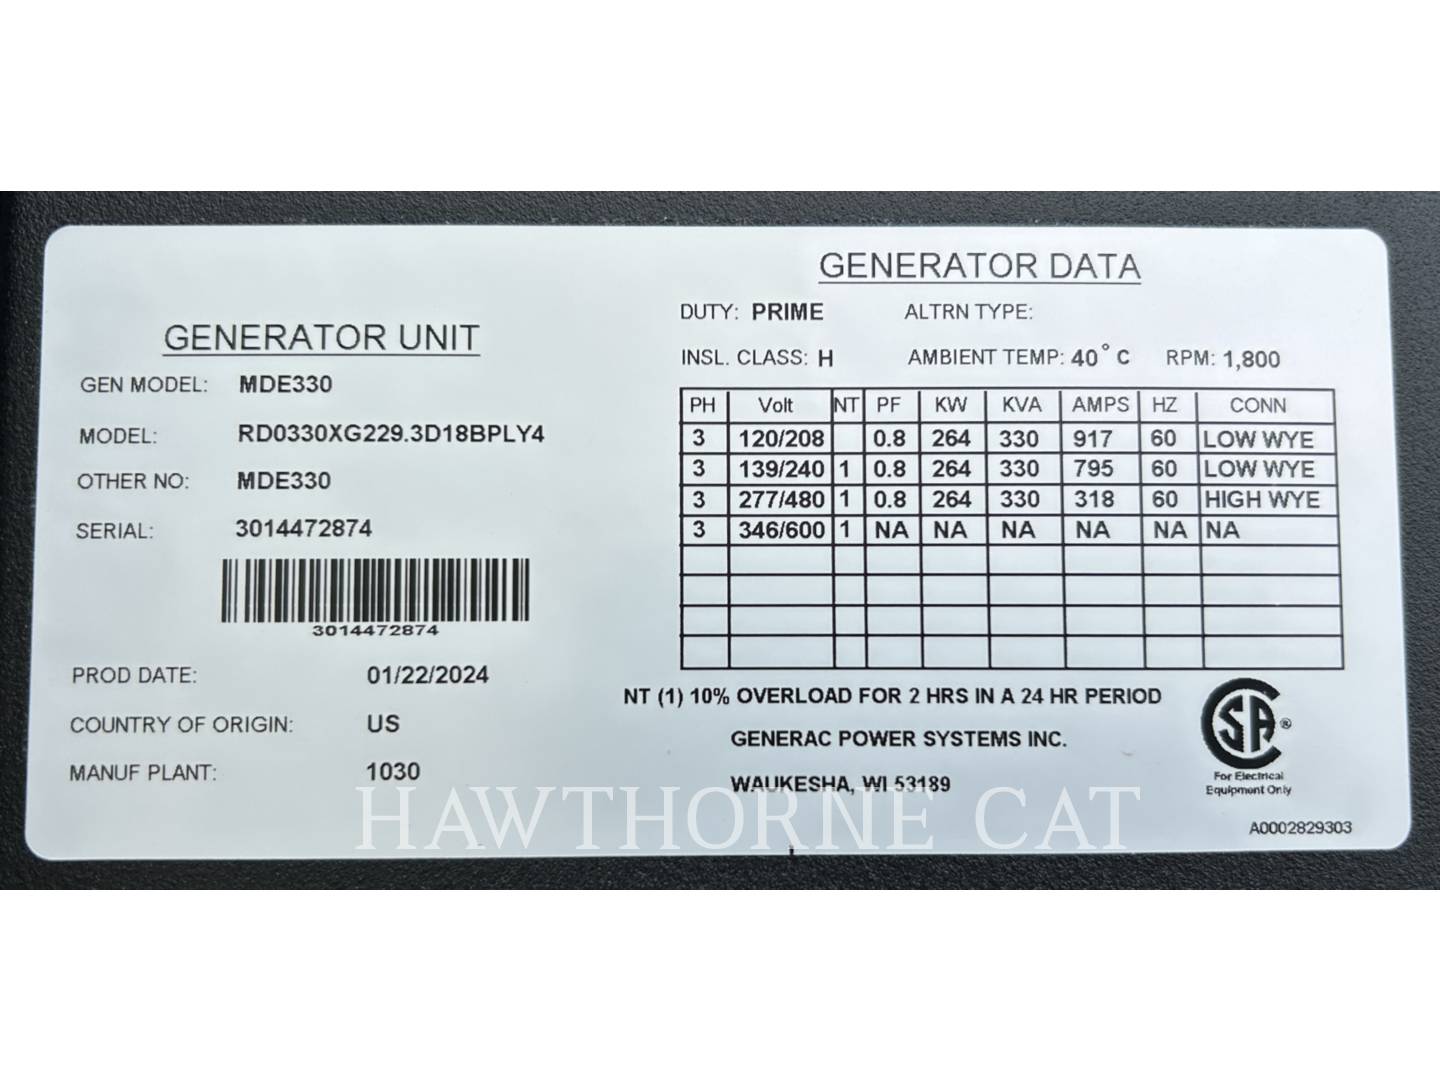 GENERATOR UNIT
GEN MODEL: MDE330
MODEL: RD0330XG229.3D18BPLY4
OTHER NO: MDE330
SERIAL: 3014472874
3014472874
PROD DATE: 01/22/2024
COUNTRY OF ORIGIN: US
MANUF PLANT: 1030
GENERATOR DATA
DUTY: PRIME ALTRN TYPE:
INSL. CLASS: H AMBIENT TEMP: 40° C RPM: 1,800
PH Volt NT PF KW KVA AMPS HZ CONN
3 120/208 0.8 264 330 917 60 LOW WYE
3 139/240 1 0.8 264 330 795 60 LOW WYE
3 277/480 1 0.8 264 330 318 60 HIGH WYE
3 346/600 1 NA NA NA NA NA NA
NT (1) 10% OVERLOAD FOR 2 HRS IN A 24 HR PERIOD
GENERAC POWER SYSTEMS INC.
WAUKESHA, WI 53189
CSA ®
For Electrical
Equipment Only
A0002829303
HAWTHORNE CAT